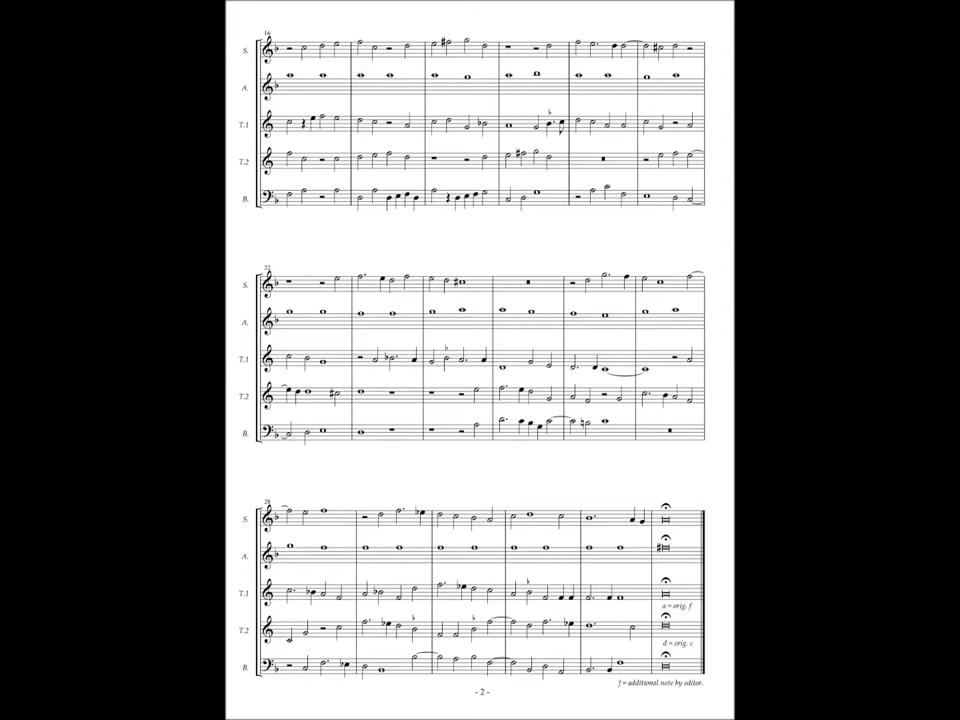 16
S.
A.
T.1
T.2
B.
22
S.
A.
T.1
T.2
B.
28
S.
A.
T.1
a = orig. f
T.2
d = orig. c
B.
f = additional note by editor.
- 2 -